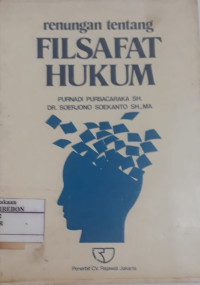 renungan tentang
FILSAFAT
HUKUM
PURNADI PURBACARAKA SH.
DR. SOERJONO SOEKANTO SH., MA.
Penerbit CV. Rajawali Jakarta